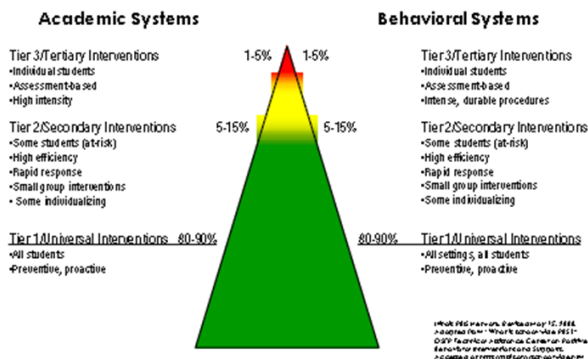 Academic Systems
Behavioral Systems
Tier 3/Tertiary Interventions 1-5%
•Individual students
•Assessment-based
•High intensity
1-5% Tier 3/Tertiary Interventions
•Individual students
•Assessment-based
•Intense, durable procedures
Tier 2/Secondary Interventions 5-15%
•Some students (at-risk)
•High efficiency
•Rapid response
•Small group interventions
• Some individualizing
5-15% Tier 2/Secondary Interventions
•Some students (at-risk)
•High efficiency
•Rapid response
•Small group interventions
•Some individualizing
Tier 1/Universal Interventions 80-90%
•All students
•Preventive, proactive
80-90% Tier 1/Universal Interventions
•All settings, all students
•Preventive, proactive